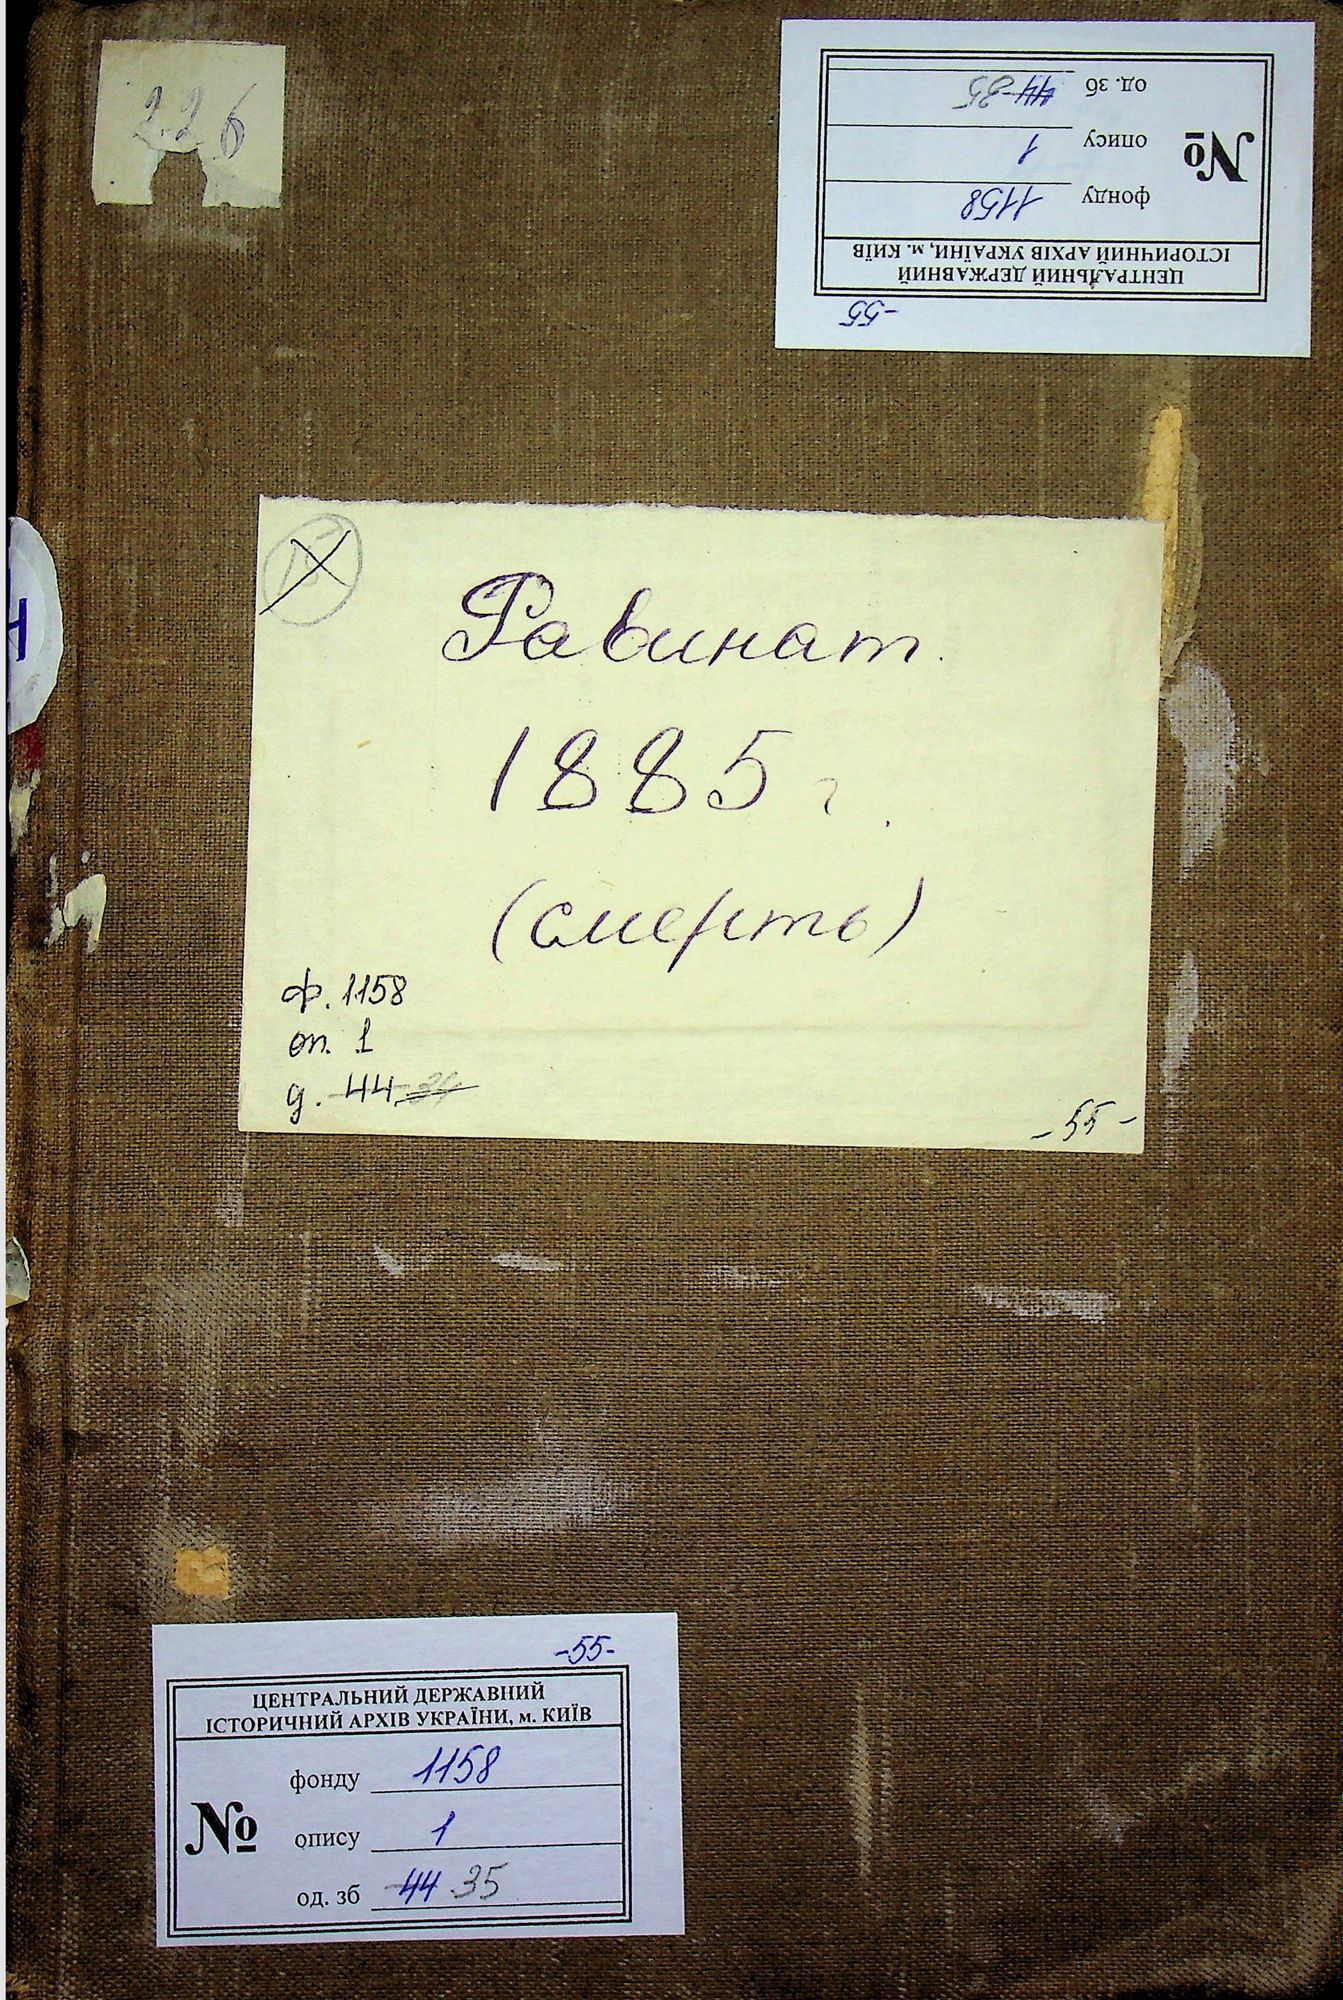 2.26
-55
ЦЕНТРАЛЬНИЙ ДЕРЖАВНИЙ
ІСТОРИЧНИЙ АРХІВ УКРАЇНИ, м. КИЇВ
№
фонду 1158
опису 1
од. зб 44-35
Н
Равинат.
1885 г.
(смерть)
ф. 1158
оп. 1
д. 44
-55-
-55-
ЦЕНТРАЛЬНИЙ ДЕРЖАВНИЙ
ІСТОРИЧНИЙ АРХІВ УКРАЇНИ, м. КИЇВ
№
фонду 1158
опису 1
од. зб 44 35